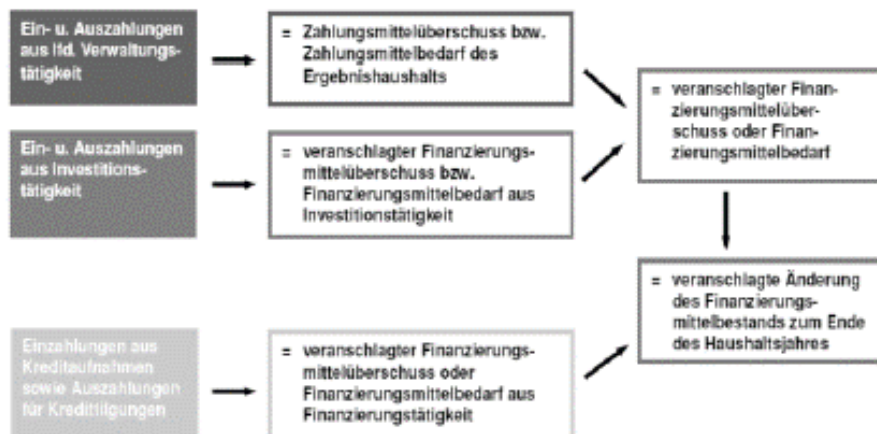 Ein- u. Auszahlungen
aus lfd. Verwaltungs-
tätigkeit
= Zahlungsmittelüberschuss bzw.
Zahlungsmittelbedarf des
Ergebnishaushalts
= veranschlagter Finan-
zierungsmittelüber-
schuss oder Finan-
zierungsmittelbedarf
Ein- u. Auszahlungen
aus Investitions-
tätigkeit
= veranschlagter Finanzierungs-
mittelüberschuss bzw.
Finanzierungsmittelbedarf aus
Investitionstätigkeit
= veranschlagte Änderung
des Finanzierungs-
mittelbestands zum Ende
des Haushaltsjahres
Einzahlungen aus
Kreditaufnahmen
sowie Auszahlungen
für Kredittilgungen
= veranschlagter Finanzierungs-
mittelüberschuss oder
Finanzierungsmittelbedarf aus
Finanzierungstätigkeit